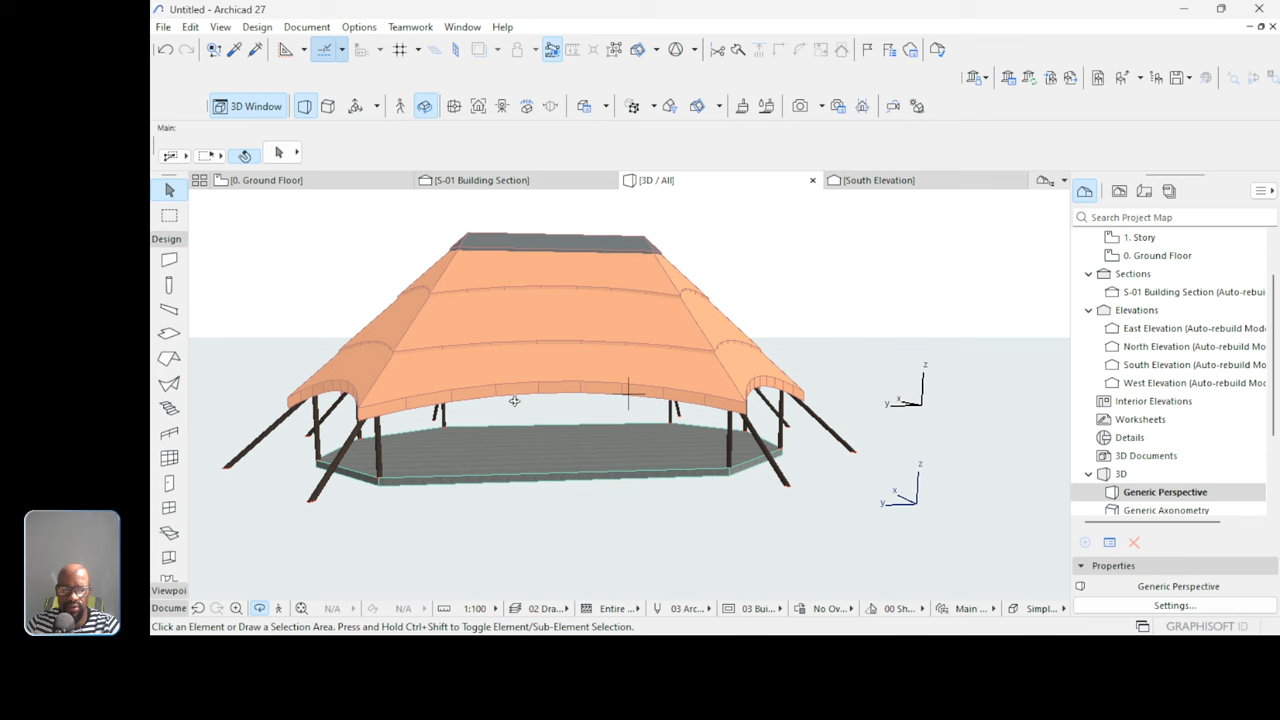 Untitled - Archicad 27
File Edit View Design Document Options Teamwork Window Help
3D Window
Main:
[0. Ground Floor]
[S-01 Building Section]
[3D / All]
[South Elevation]
Search Project Map
1. Story
0. Ground Floor
Sections
S-01 Building Section (Auto-rebui
Elevations
East Elevation (Auto-rebuild Mode
North Elevation (Auto-rebuild Mo
South Elevation (Auto-rebuild Mo
West Elevation (Auto-rebuild Mod
Interior Elevations
Worksheets
Details
3D Documents
3D
Generic Perspective
Generic Axonometry
Properties
Generic Perspective
Settings...
Design
Viewpoi
Docume
z
y
x
z
x
y
N/A N/A 1:100 02 Dra... Entire ... 03 Arc... 03 Bui... No Ov... 00 Sh... Main ... Simpl...
Click an Element or Draw a Selection Area. Press and Hold Ctrl+Shift to Toggle Element/Sub-Element Selection.
GRAPHISOFT ID